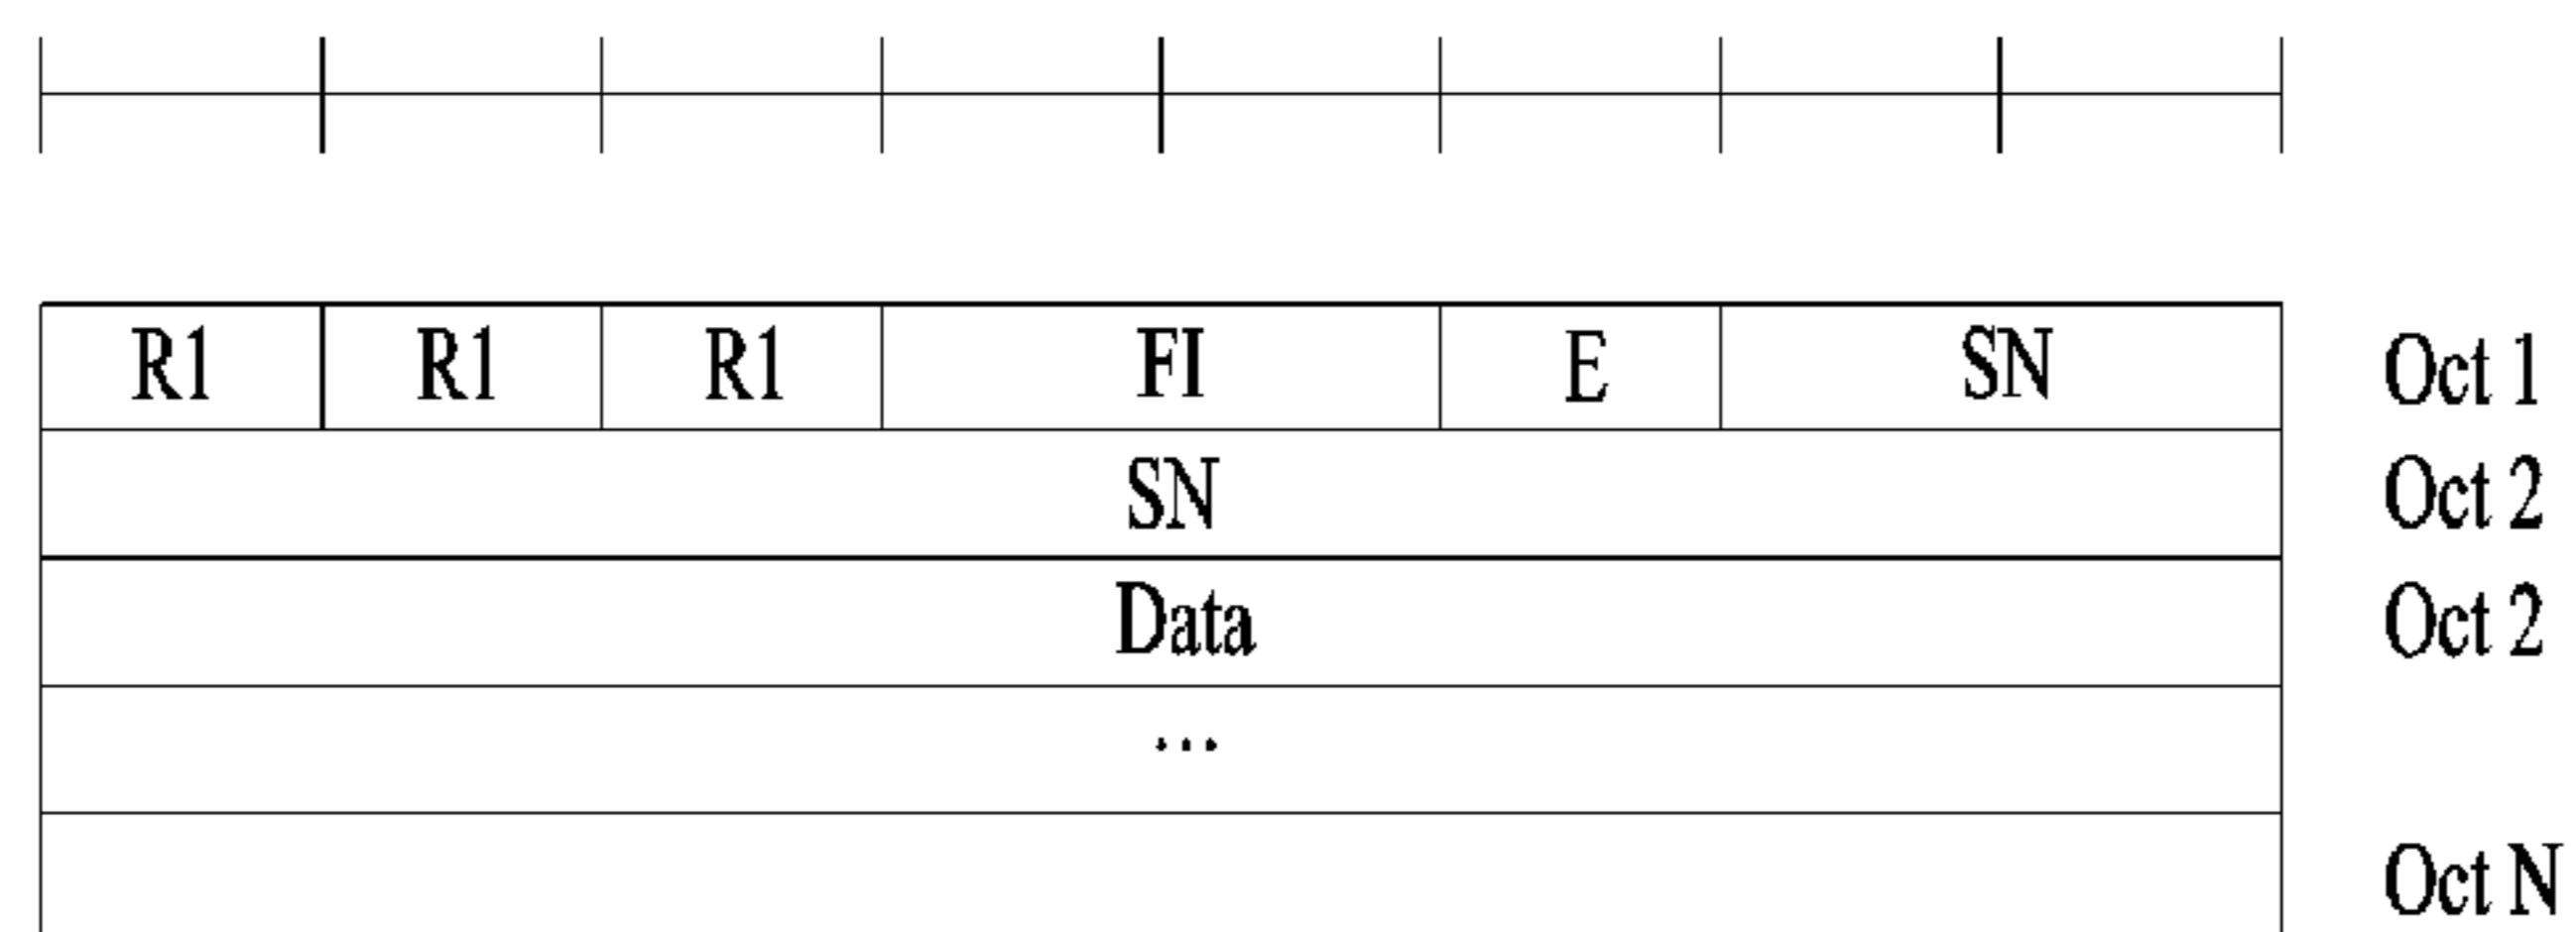 R1 R1 R1 FI E SN Oct 1
SN Oct 2
Data Oct 2
...
Oct N